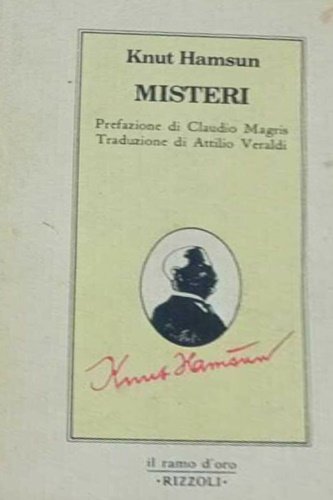 Knut Hamsun
MISTERI
Prefazione di Claudio Magris
Traduzione di Attilio Veraldi
Knut Hamsun
il ramo d'oro
·RIZZOLI·